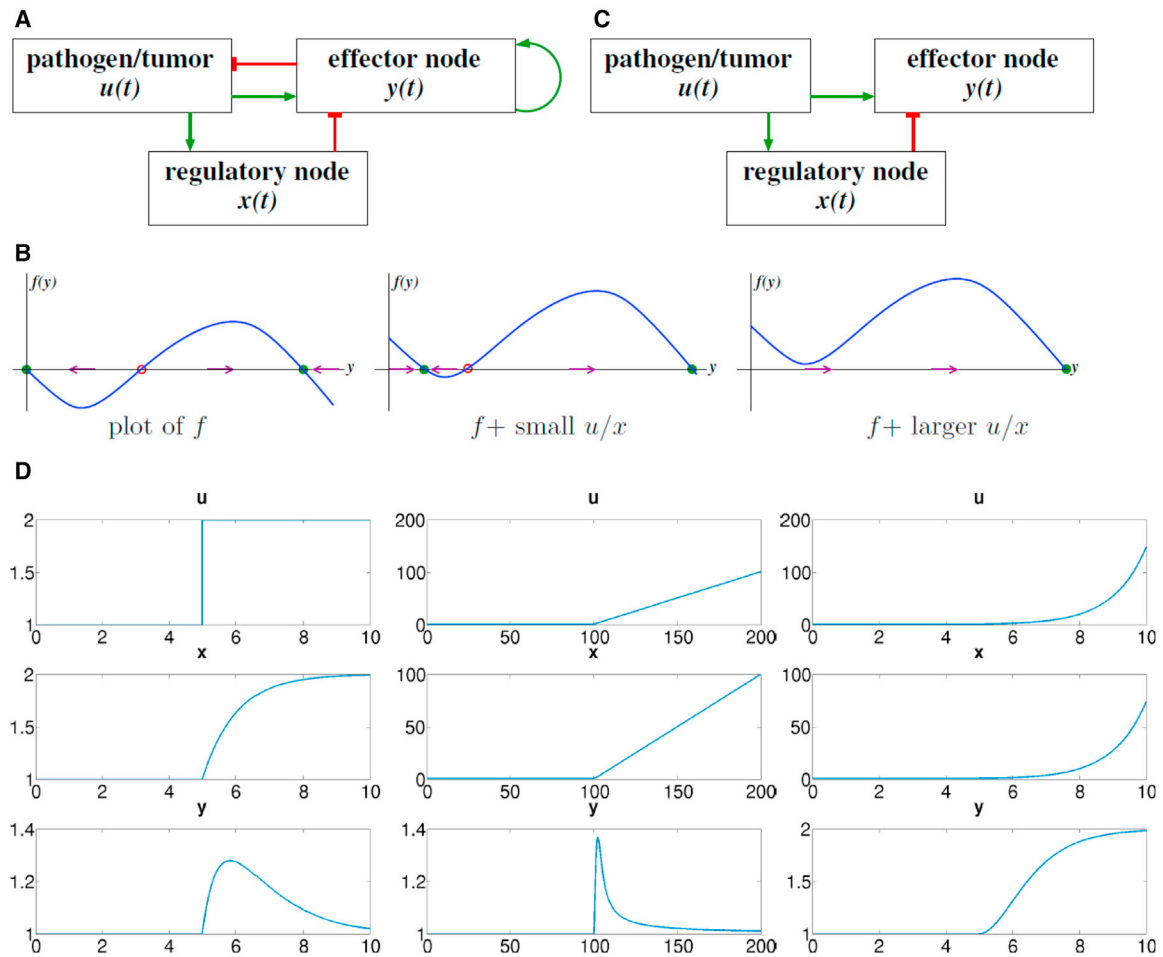 A
pathogen/tumor
u(t)
effector node
y(t)
regulatory node
x(t)
C
pathogen/tumor
u(t)
effector node
y(t)
regulatory node
x(t)
B
f(y)
y
plot of f
f(y)
y
f+ small u/x
f(y)
y
f+ larger u/x
D
u
2
1.5
1
0 2 4 6 8 10
u
200
100
0
0 50 100 150 200
u
200
100
0
0 2 4 6 8 10
x
2
1.5
1
0 2 4 6 8 10
x
100
50
0
0 50 100 150 200
x
100
50
0
0 2 4 6 8 10
y
1.4
1.2
1
0 2 4 6 8 10
y
1.4
1.2
1
0 50 100 150 200
y
2
1.5
1
0 2 4 6 8 10